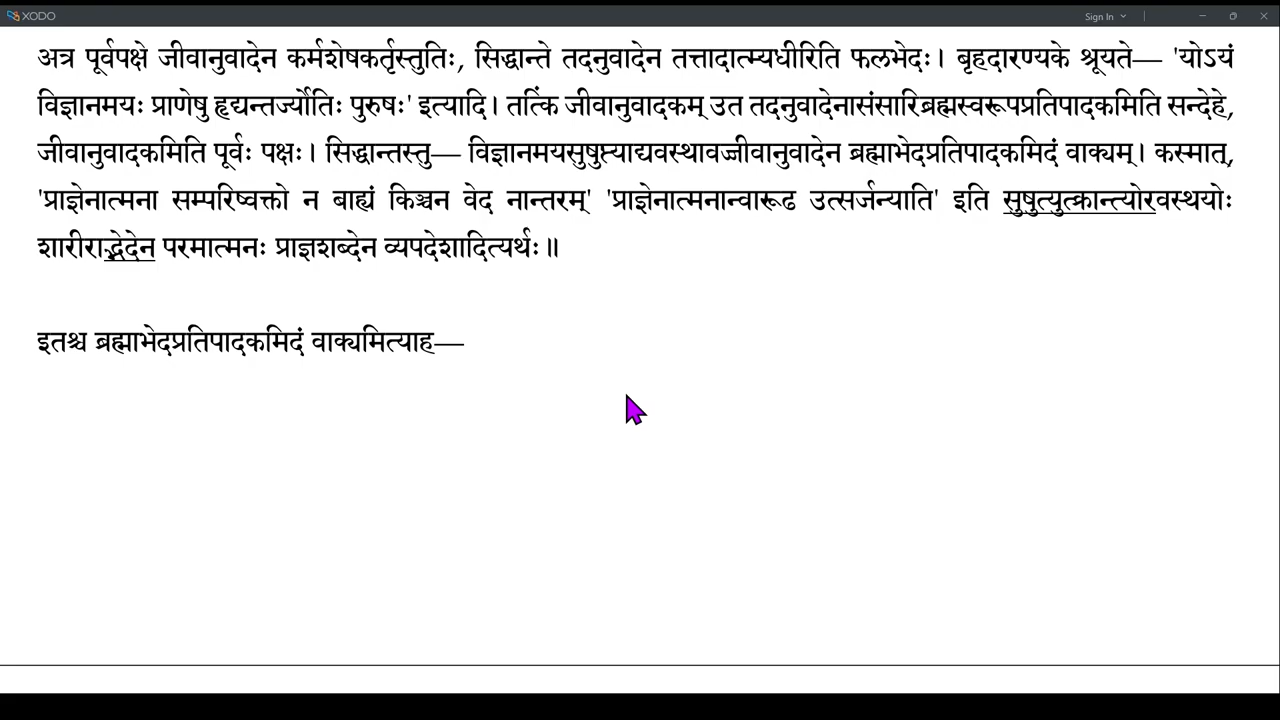 XODO
Sign In
अत्र पूर्वपक्षे जीवानुवादेन कर्मशेषकर्तृस्तुतिः, सिद्धान्ते तदनुवादेन तत्तादात्म्यधीरिति फलभेदः। बृहदारण्यके श्रूयते— 'योऽयं
विज्ञानमयः प्राणेषु हृद्यन्तर्ज्योतिः पुरुषः' इत्यादि। तत्किं जीवानुवादकम् उत तदनुवादेनासंसारिब्रह्मस्वरूपप्रतिपादकमिति सन्देहे,
जीवानुवादकमिति पूर्वः पक्षः। सिद्धान्तस्तु— विज्ञानमयसुषुप्त्याद्यवस्थावज्जीवानुवादेन ब्रह्माभेदप्रतिपादकमिदं वाक्यम्। कस्मात्,
'प्राज्ञेनात्मना सम्परिष्वक्तो न बाह्यं किञ्चन वेद नान्तरम्' 'प्राज्ञेनात्मनान्वारूढ उत्सर्जन्याति' इति सुषुत्युत्क्रान्त्योरवस्थयोः
शारीराद्भेदेन परमात्मनः प्राज्ञशब्देन व्यपदेशादित्यर्थः॥
इतश्च ब्रह्माभेदप्रतिपादकमिदं वाक्यमित्याह—